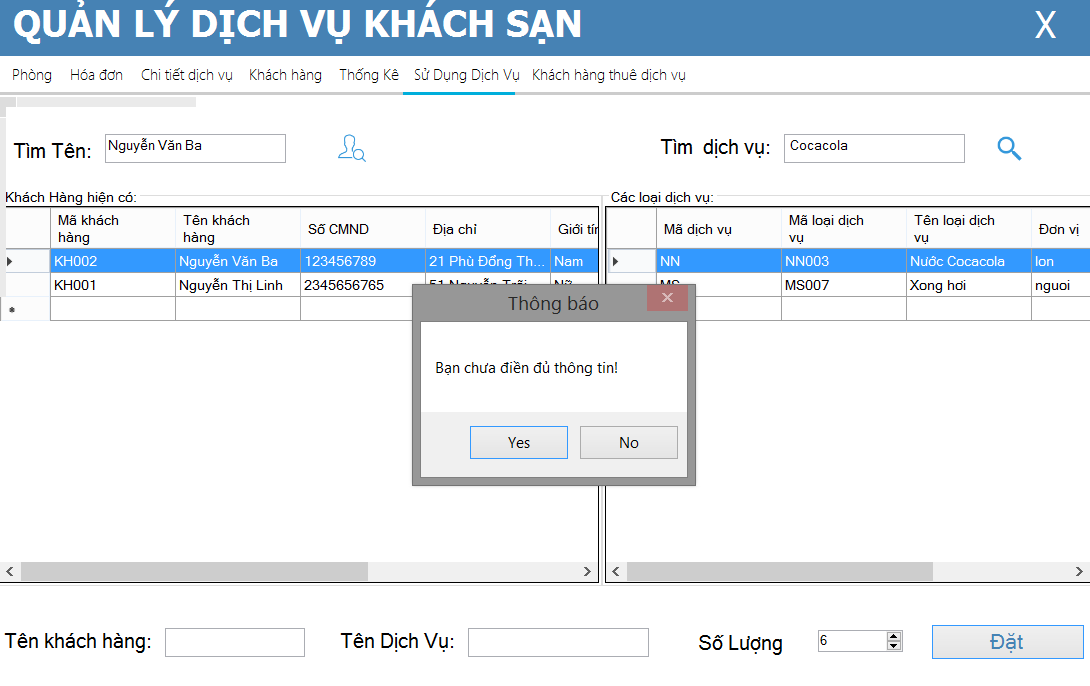 QUẢN LÝ DỊCH VỤ KHÁCH SẠN
X
Phòng Hóa đơn Chi tiết dịch vụ Khách hàng Thống Kê Sử Dụng Dịch Vụ Khách hàng thuê dịch vụ
Tìm Tên: Nguyễn Văn Ba
Tìm dịch vụ: Cocacola
Khách Hàng hiện có:
Mã khách hàng Tên khách hàng Số CMND Địa chỉ Giới tín
KH002 Nguyễn Văn Ba 123456789 21 Phù Đổng Th... Nam
KH001 Nguyễn Thị Linh 2345656765 51 Nguyễn Trãi Nữ
Các loại dịch vụ:
Mã dịch vụ Mã loại dịch vụ Tên loại dịch vụ Đơn vị
NN NN003 Nước Cocacola lon
MS MS007 Xong hơi nguoi
Thông báo
Bạn chưa điền đủ thông tin!
Yes No
Tên khách hàng: Tên Dịch Vụ: Số Lượng 6 Đặt